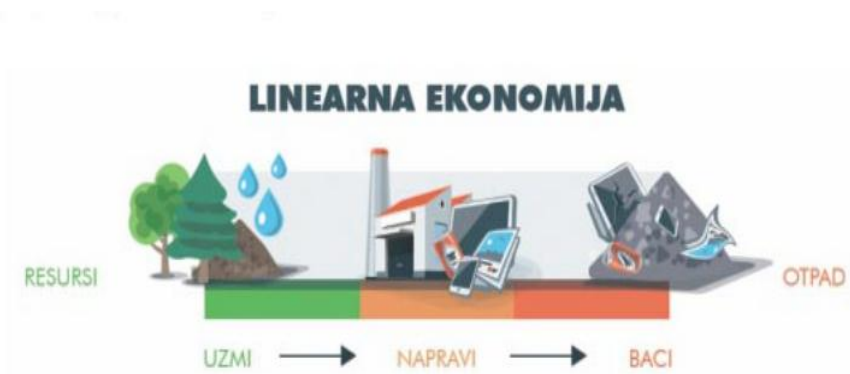 LINEARNA EKONOMIJA
RESURSI
OTPAD
UZMI
NAPRAVI
BACI